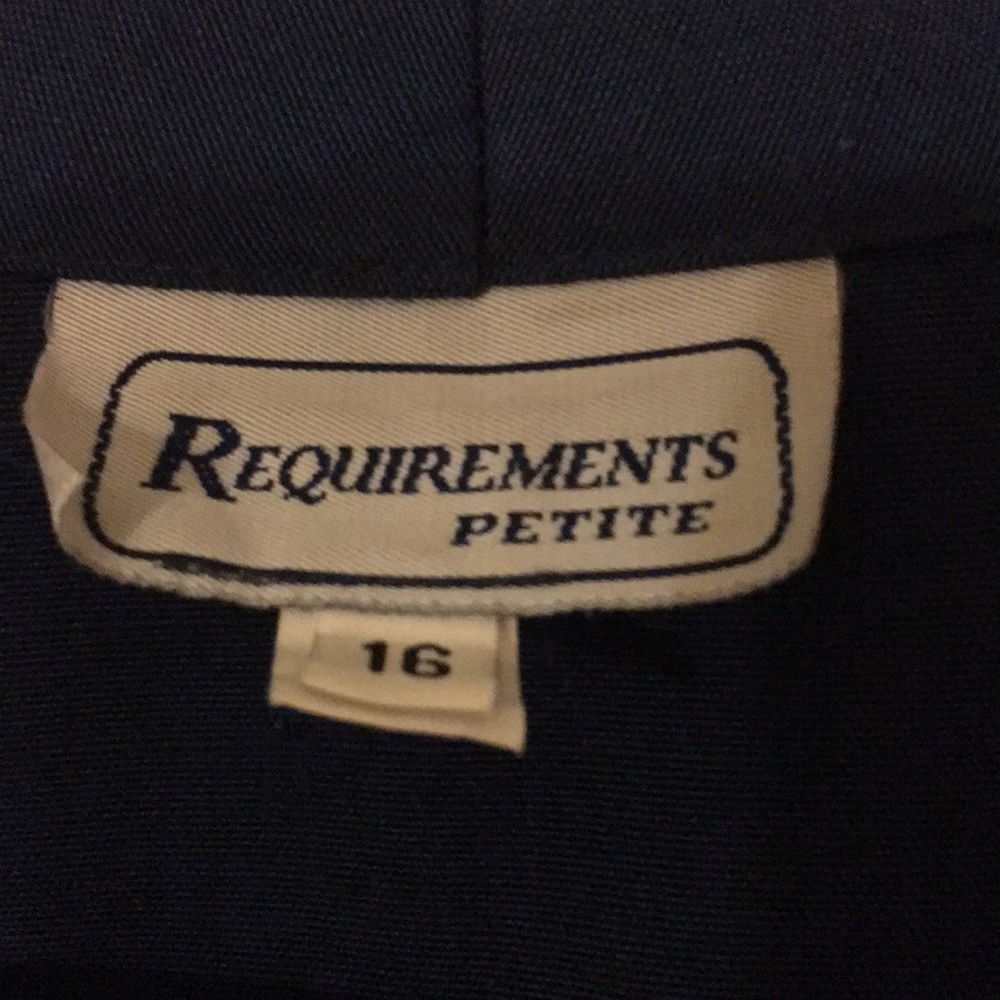 REQUIREMENTS
PETITE
16